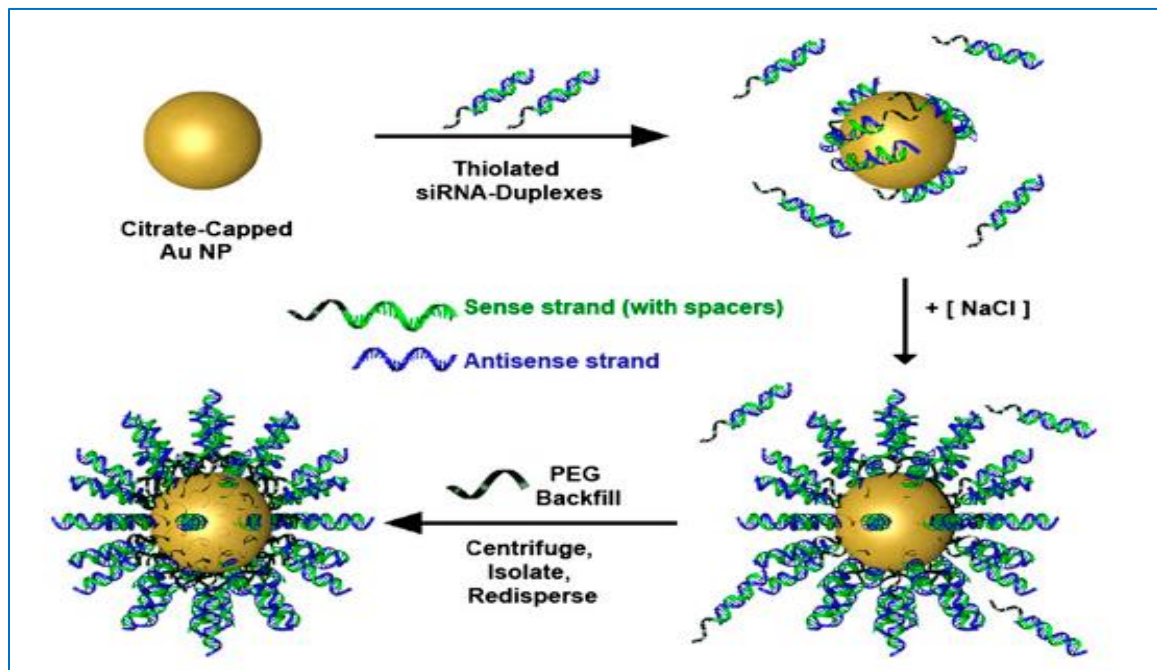 Thiolated
siRNA-Duplexes
Citrate-Capped
Au NP
+ [ NaCl ]
Sense strand (with spacers)
Antisense strand
PEG
Backfill
Centrifuge,
Isolate,
Redisperse